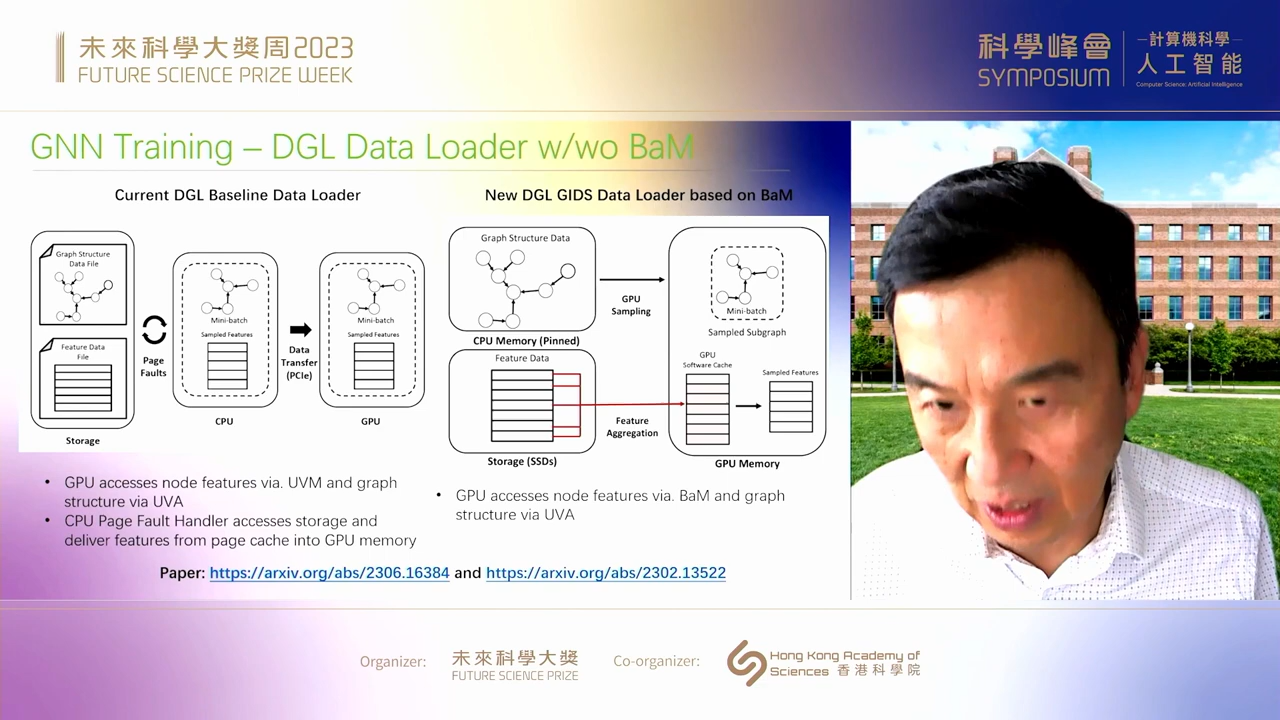 未來科學大獎周2023
FUTURE SCIENCE PRIZE WEEK
科學峰會
SYMPOSIUM
計算機科學
人工智能
Computer Science: Artificial Intelligence
GNN Training – DGL Data Loader w/wo BaM
Current DGL Baseline Data Loader
Graph Structure
Data File
Feature Data
File
Storage
Page
Faults
Mini-batch
Sampled Features
CPU
Data
Transfer
(PCIe)
Mini-batch
Sampled Features
GPU
GPU accesses node features via. UVM and graph
structure via UVA
CPU Page Fault Handler accesses storage and
deliver features from page cache into GPU memory
New DGL GIDS Data Loader based on BaM
Graph Structure Data
CPU Memory (Pinned)
Feature Data
Storage (SSDs)
GPU
Sampling
Feature
Aggregation
Mini-batch
Sampled Subgraph
GPU
Software Cache
Sampled Features
GPU Memory
GPU accesses node features via. BaM and graph
structure via UVA
Paper: https://arxiv.org/abs/2306.16384 and https://arxiv.org/abs/2302.13522
Organizer:
未來科學大獎
FUTURE SCIENCE PRIZE
Co-organizer:
Hong Kong Academy of
Sciences 香港科學院